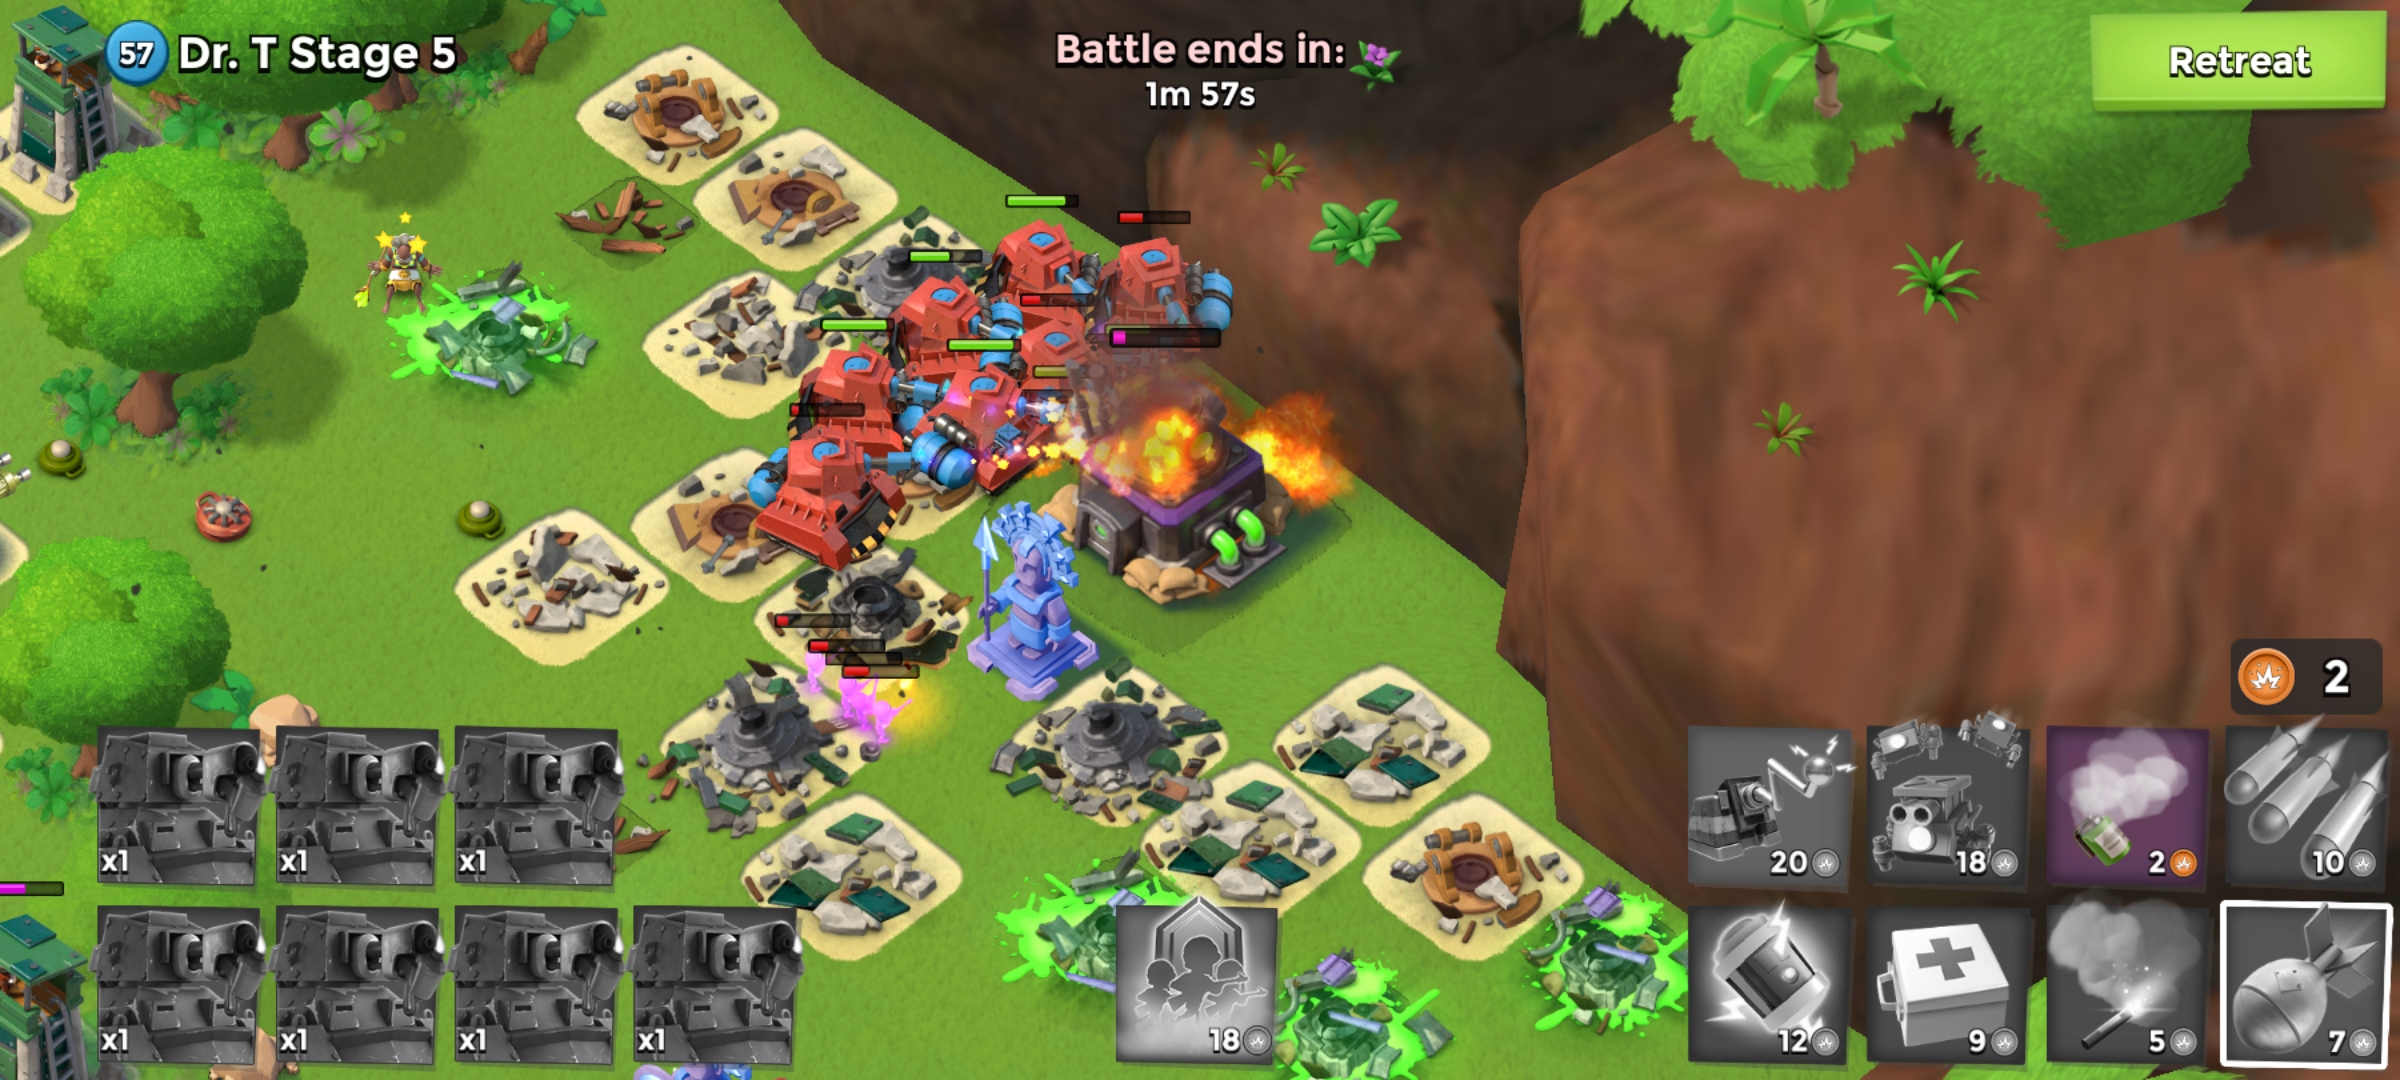 57 Dr. T Stage 5
Battle ends in:
1m 57s
Retreat
2
20
18
2
10
x1
x1
x1
x1
x1
x1
x1
18
12
9
5
7